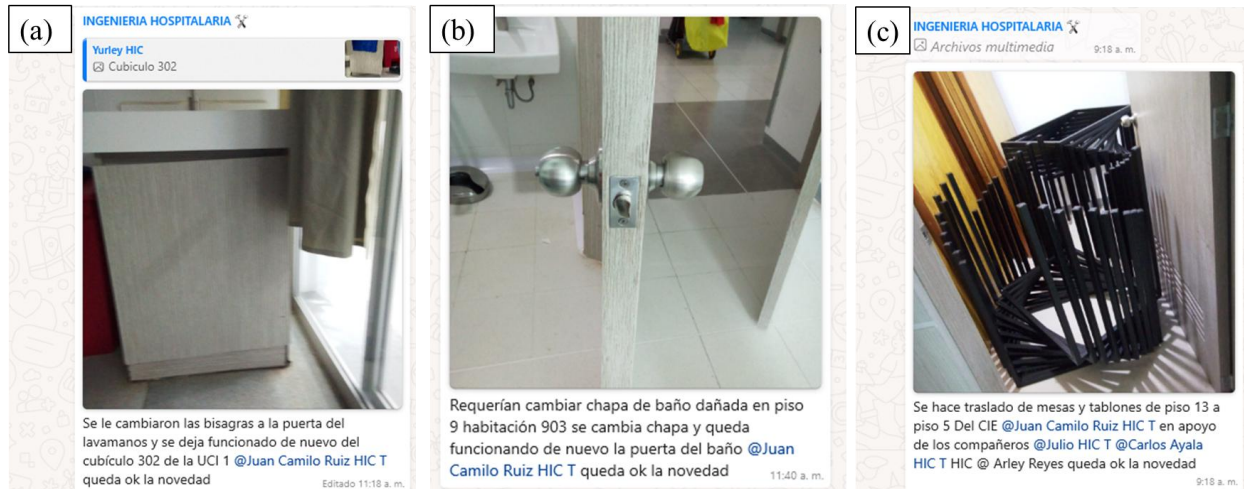 (a)
INGENIERIA HOSPITALARIA
Yurley HIC
Cubiculo 302
Se le cambiaron las bisagras a la puerta del
lavamanos y se deja funcionado de nuevo del
cubículo 302 de la UCI 1 @Juan Camilo Ruiz HIC T
queda ok la novedad
Editado 11:18 a. m.
(b)
Requerían cambiar chapa de baño dañada en piso
9 habitación 903 se cambia chapa y queda
funcionando de nuevo la puerta del baño @Juan
Camilo Ruiz HIC T queda ok la novedad
11:40 a. m.
(c)
INGENIERIA HOSPITALARIA
Archivos multimedia
9:18 a. m.
Se hace traslado de mesas y tablones de piso 13 a
piso 5 Del CIE @Juan Camilo Ruiz HIC T en apoyo
de los compañeros @Julio HIC T @Carlos Ayala
HIC T HIC @ Arley Reyes queda ok la novedad
9:18 a. m.